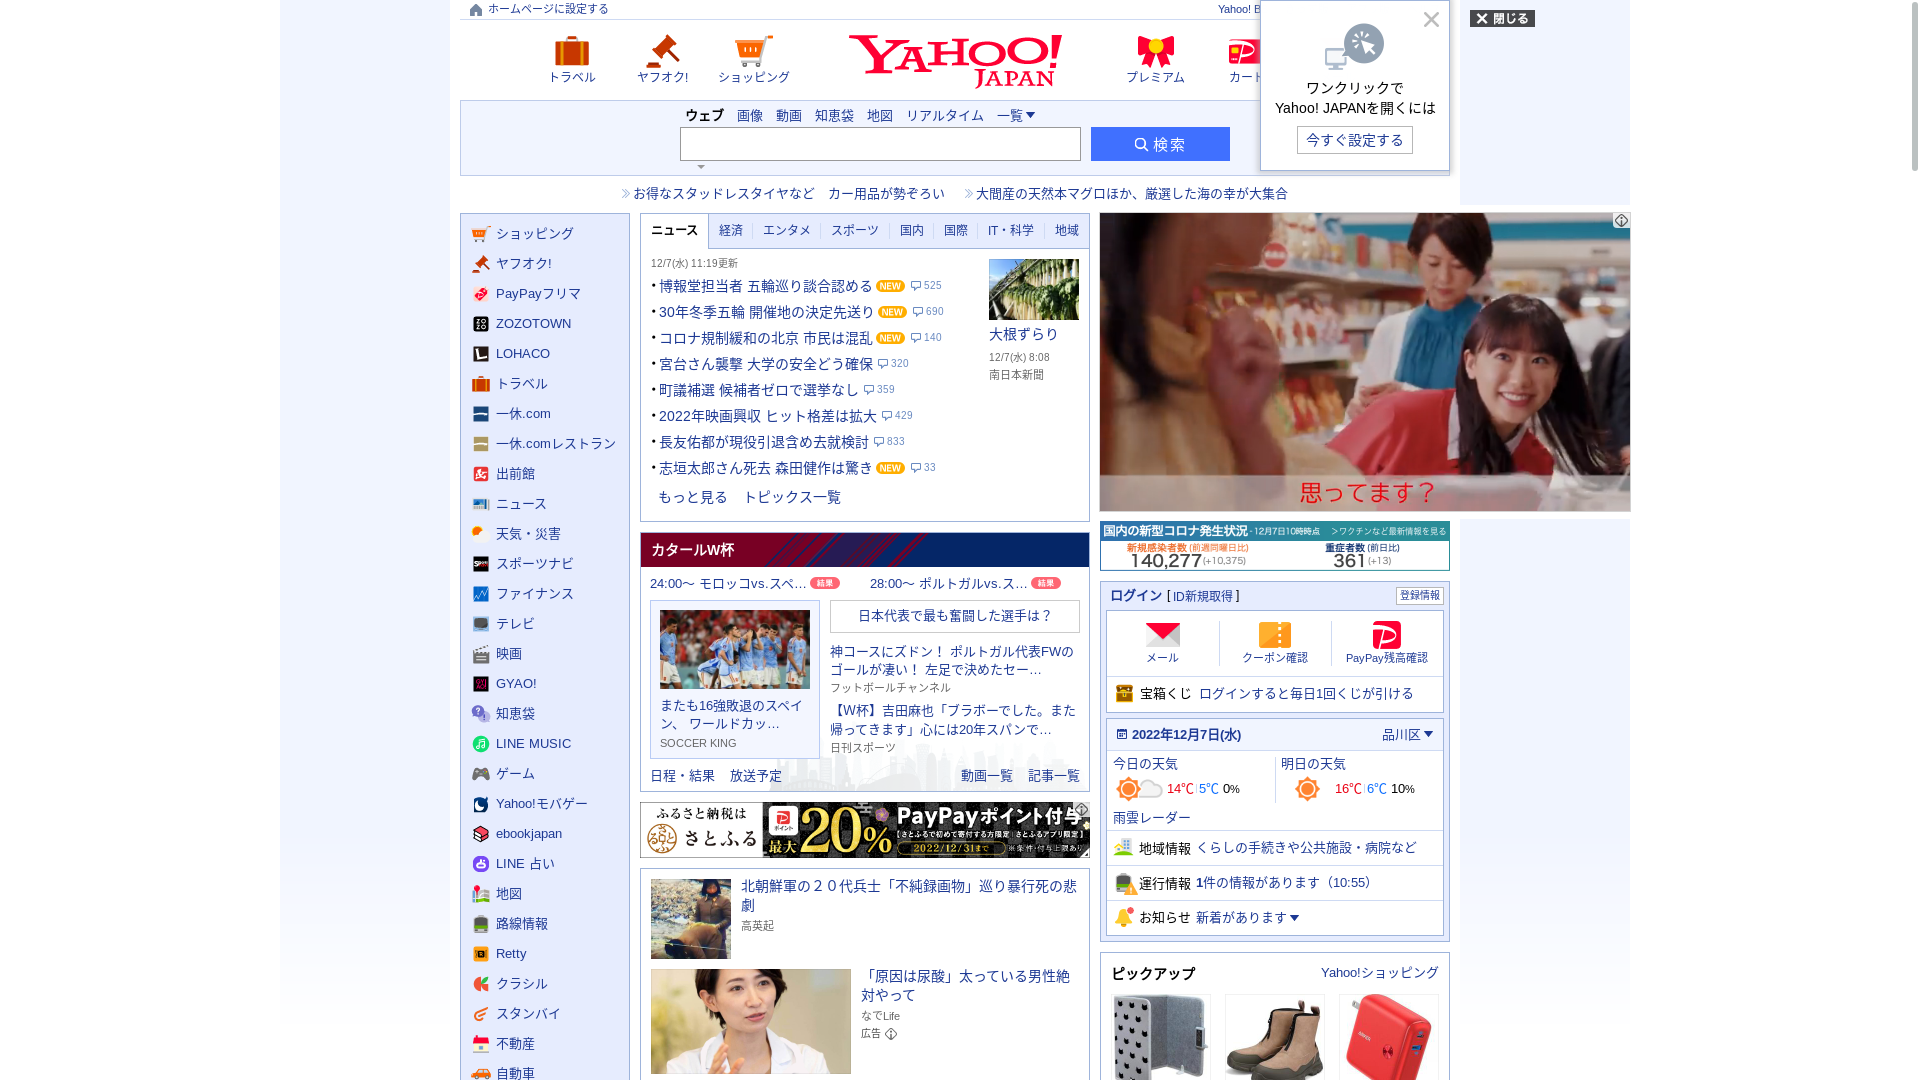 ホームページに設定する
Yahoo! B
閉じる
トラベル
ヤフオク!
ショッピング
YAHOO!
JAPAN
プレミアム
カード
ワンクリックで
Yahoo! JAPANを開くには
今すぐ設定する
ウェブ 画像 動画 知恵袋 地図 リアルタイム 一覧
検索
お得なスタッドレスタイヤなど カー用品が勢ぞろい
大間産の天然本マグロほか、厳選した海の幸が大集合
ショッピング
ヤフオク!
PayPayフリマ
ZOZOTOWN
LOHACO
トラベル
一休.com
一休.comレストラン
出前館
ニュース
天気・災害
スポーツナビ
ファイナンス
テレビ
映画
GYAO!
知恵袋
LINE MUSIC
ゲーム
Yahoo!モバゲー
ebookjapan
LINE 占い
地図
路線情報
Retty
クラシル
スタンバイ
不動産
自動車
ニュース 経済 エンタメ スポーツ 国内 国際 IT・科学 地域
12/7(水) 11:19更新
博報堂担当者 五輪巡り談合認める NEW 525
30年冬季五輪 開催地の決定先送り NEW 690
コロナ規制緩和の北京 市民は混乱 NEW 140
宮台さん襲撃 大学の安全どう確保 320
町議補選 候補者ゼロで選挙なし 359
2022年映画興収 ヒット格差は拡大 429
長友佑都が現役引退含め去就検討 833
志垣太郎さん死去 森田健作は驚き NEW 33
もっと見る トピックス一覧
大根ずらり
12/7(水) 8:08
南日本新聞
カタールW杯
24:00～ モロッコvs.スペ… 結果
28:00～ ポルトガルvs.ス… 結果
またも16強敗退のスペイン、 ワールドカッ…
SOCCER KING
日本代表で最も奮闘した選手は？
神コースにズドン！ ポルトガル代表FWのゴールが凄い！ 左足で決めたセー…
フットボールチャンネル
【W杯】吉田麻也「ブラボーでした。また帰ってきます」心には20年スパンで…
日刊スポーツ
日程・結果 放送予定
動画一覧 記事一覧
ふるさと納税は
さとふる
ポイント
最大20% PayPayポイント付与
【さとふるで初めて寄付する方限定｜さとふるアプリ限定】
2022/12/31まで ※条件・付与上限あり
北朝鮮軍の２０代兵士「不純録画物」巡り暴行死の悲劇
高英起
「原因は尿酸」太っている男性絶対やって
なでLife
広告
思ってます？
国内の新型コロナ発生状況 - 12月7日10時時点 ＞ワクチンなど最新情報を見る
新規感染者数 (前週同曜日比)
140,277(+10,375)
重症者数 (前日比)
361(+13)
ログイン [ ID新規取得 ]
登録情報
メール
クーポン確認
PayPay残高確認
宝箱くじ ログインすると毎日1回くじが引ける
2022年12月7日(水)
品川区
今日の天気
14℃ 5℃ 0%
明日の天気
16℃ 6℃ 10%
雨雲レーダー
地域情報 くらしの手続きや公共施設・病院など
運行情報 1件の情報があります（10:55）
お知らせ 新着があります
ピックアップ
Yahoo!ショッピング